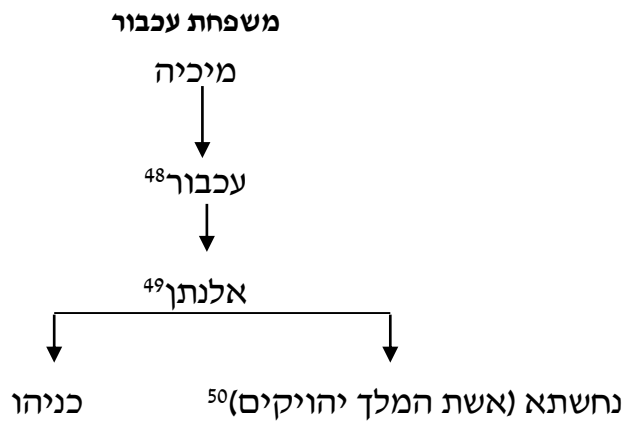 משפחת עכבור
מיכיה
עכבור48
אלנתן49
נחשתא (אשת המלך יהויקים)50 כניהו